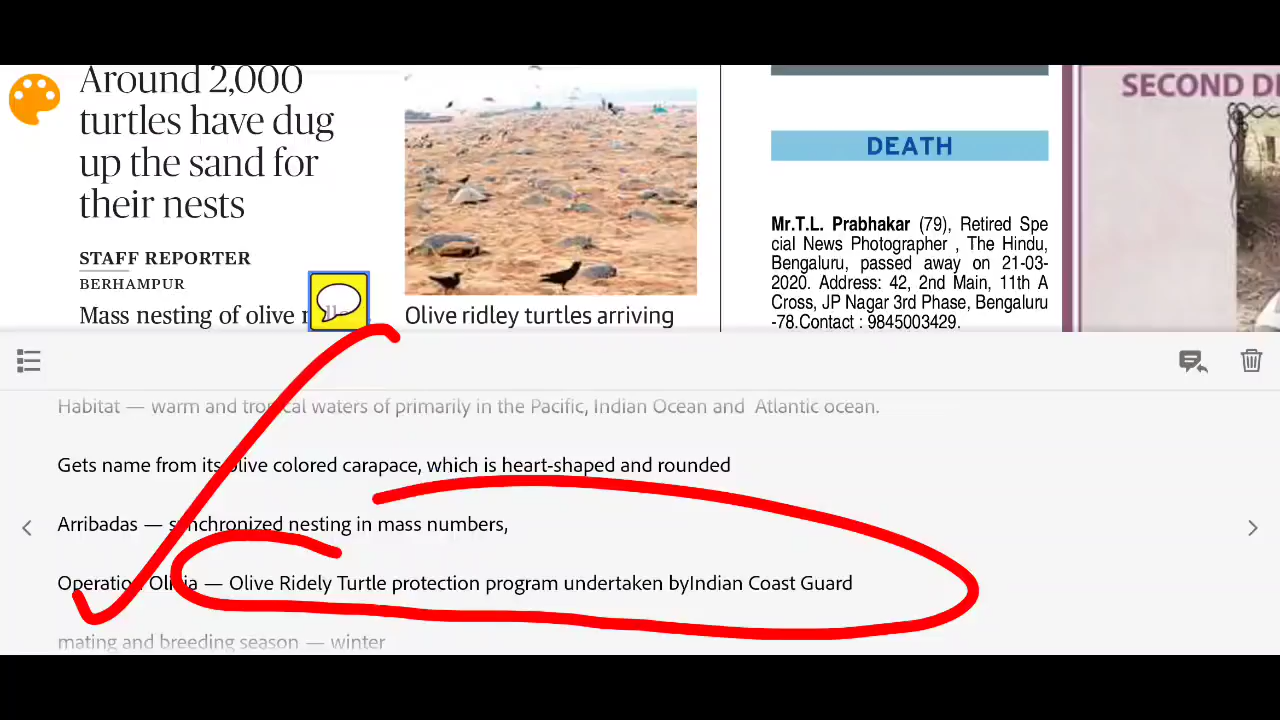 Around 2,000
turtles have dug
up the sand for
their nests
STAFF REPORTER
BERHAMPUR
Mass nesting of olive
Olive ridley turtles arriving
DEATH
Mr.T.L. Prabhakar (79), Retired Spe
cial News Photographer , The Hindu,
Bengaluru, passed away on 21-03-
2020. Address: 42, 2nd Main, 11th A
Cross, JP Nagar 3rd Phase, Bengaluru
-78.Contact : 9845003429.
SECOND DE
Habitat — warm and tropical waters of primarily in the Pacific, Indian Ocean and Atlantic ocean.
Gets name from its olive colored carapace, which is heart-shaped and rounded
Arribadas — synchronized nesting in mass numbers,
Operation Olivia — Olive Ridely Turtle protection program undertaken byIndian Coast Guard
mating and breeding season — winter